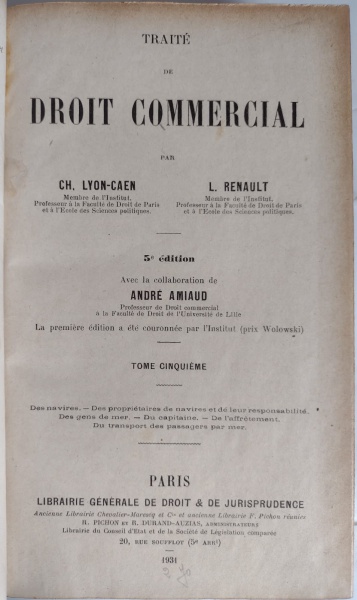 TRAITÉ
DE
DROIT COMMERCIAL
PAR
CH. LYON-CAEN
Membre de l'Institut.
Professeur à la Faculté de Droit de Paris
et à l'Ecole des Sciences politiques.
L. RENAULT
Membre de l'Institut.
Professeur à la Faculté de Droit de Paris
et à l'Ecole des Sciences politiques.
5e édition
Avec la collaboration de
ANDRÉ AMIAUD
Professeur de Droit commercial
à la Faculté de Droit de l'Université de Lille
La première édition a été couronnée par l'Institut (prix Wolowski)
TOME CINQUIÈME
Des navires. — Des propriétaires de navires et de leur responsabilité.
Des gens de mer. — Du capitaine. — De l'affrètement.
Du transport des passagers par mer.
PARIS
LIBRAIRIE GÉNÉRALE DE DROIT & DE JURISPRUDENCE
Ancienne Librairie Chevalier-Marescq et Cie et ancienne Librairie F. Pichon réunies
R. PICHON ET R. DURAND-AUZIAS, ADMINISTRATEURS
Librairie du Conseil d'Etat et de la Société de Législation comparée
20, RUE SOUFFLOT (5e ARRt)
1931